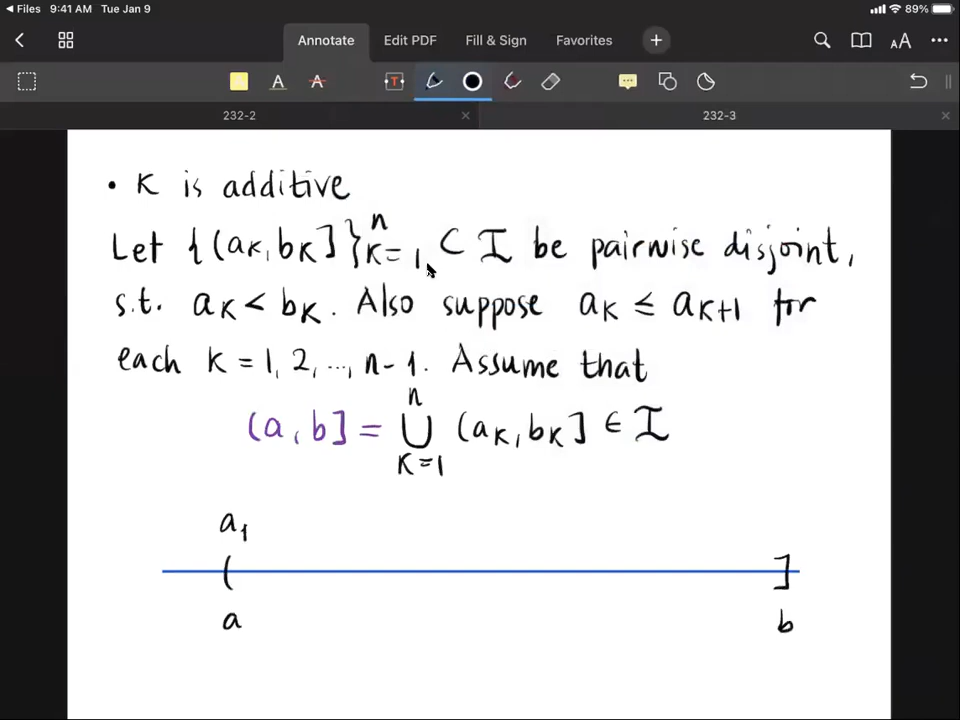 Files 9:41 AM Tue Jan 9 89%
Annotate Edit PDF Fill & Sign Favorites
232-2 232-3
• K is additive
Let {(aₖ, bₖ]}ⁿₖ₌₁ ⊂ I be pairwise disjoint,
s.t. aₖ < bₖ. Also suppose aₖ ≤ aₖ₊₁ for
each k = 1, 2, ..., n-1. Assume that
(a, b] = ⋃ⁿₖ₌₁ (aₖ, bₖ] ∈ I
a₁
( ]
a b